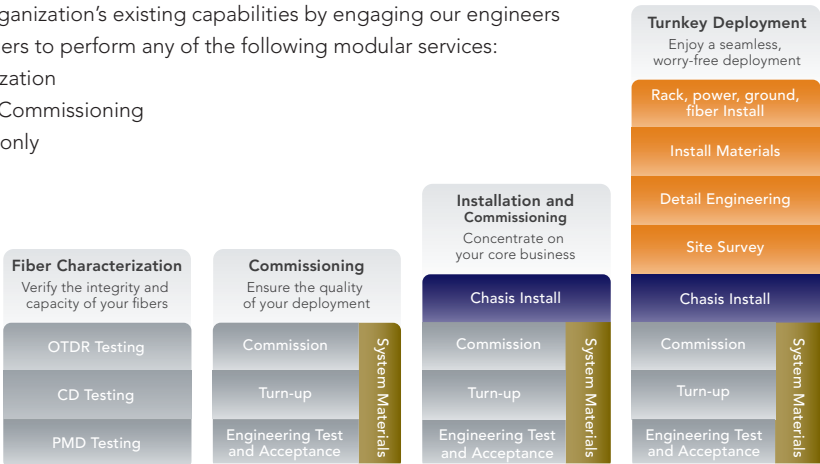 existing capabilities by engaging our engineers
to perform any of the following modular services:
Commissioning
only
Turnkey Deployment
Enjoy a seamless,
worry-free deployment
Rack, power, ground,
fiber Install
Install Materials
Detail Engineering
Site Survey
Chasis Install
Commission
Turn-up
Engineering Test
and Acceptance
System Materials
Installation and
Commissioning
Concentrate on
your core business
Chasis Install
Commission
Turn-up
Engineering Test
and Acceptance
System Materials
Commissioning
Ensure the quality
of your deployment
Commission
Turn-up
Engineering Test
and Acceptance
System Materials
Fiber Characterization
Verify the integrity and
capacity of your fibers
OTDR Testing
CD Testing
PMD Testing